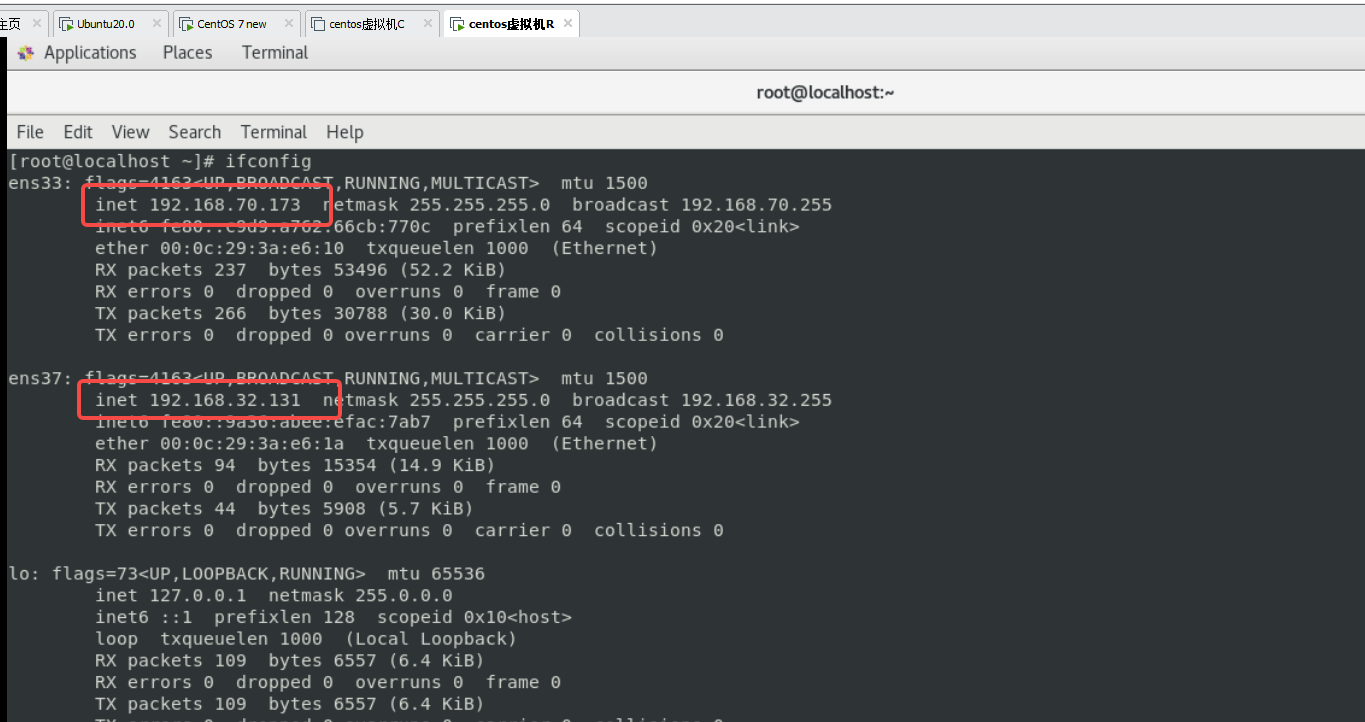 主页 Ubuntu20.0 CentOS 7 new centos虚拟机C centos虚拟机R
Applications Places Terminal
root@localhost:~
File Edit View Search Terminal Help
[root@localhost ~]# ifconfig
ens33: flags=4163<UP,BROADCAST,RUNNING,MULTICAST>  mtu 1500
inet 192.168.70.173  netmask 255.255.255.0  broadcast 192.168.70.255
inet6 fe80::c9d9:a762:66cb:770c  prefixlen 64  scopeid 0x20<link>
ether 00:0c:29:3a:e6:10  txqueuelen 1000  (Ethernet)
RX packets 237  bytes 53496 (52.2 KiB)
RX errors 0  dropped 0  overruns 0  frame 0
TX packets 266  bytes 30788 (30.0 KiB)
TX errors 0  dropped 0 overruns 0  carrier 0  collisions 0
ens37: flags=4163<UP,BROADCAST,RUNNING,MULTICAST>  mtu 1500
inet 192.168.32.131  netmask 255.255.255.0  broadcast 192.168.32.255
inet6 fe80::9a36:abee:efac:7ab7  prefixlen 64  scopeid 0x20<link>
ether 00:0c:29:3a:e6:1a  txqueuelen 1000  (Ethernet)
RX packets 94  bytes 15354 (14.9 KiB)
RX errors 0  dropped 0  overruns 0  frame 0
TX packets 44  bytes 5908 (5.7 KiB)
TX errors 0  dropped 0 overruns 0  carrier 0  collisions 0
lo: flags=73<UP,LOOPBACK,RUNNING>  mtu 65536
inet 127.0.0.1  netmask 255.0.0.0
inet6 ::1  prefixlen 128  scopeid 0x10<host>
loop  txqueuelen 1000  (Local Loopback)
RX packets 109  bytes 6557 (6.4 KiB)
RX errors 0  dropped 0  overruns 0  frame 0
TX packets 109  bytes 6557 (6.4 KiB)
TX errors 0  dropped 0 overruns 0  carrier 0  collisions 0